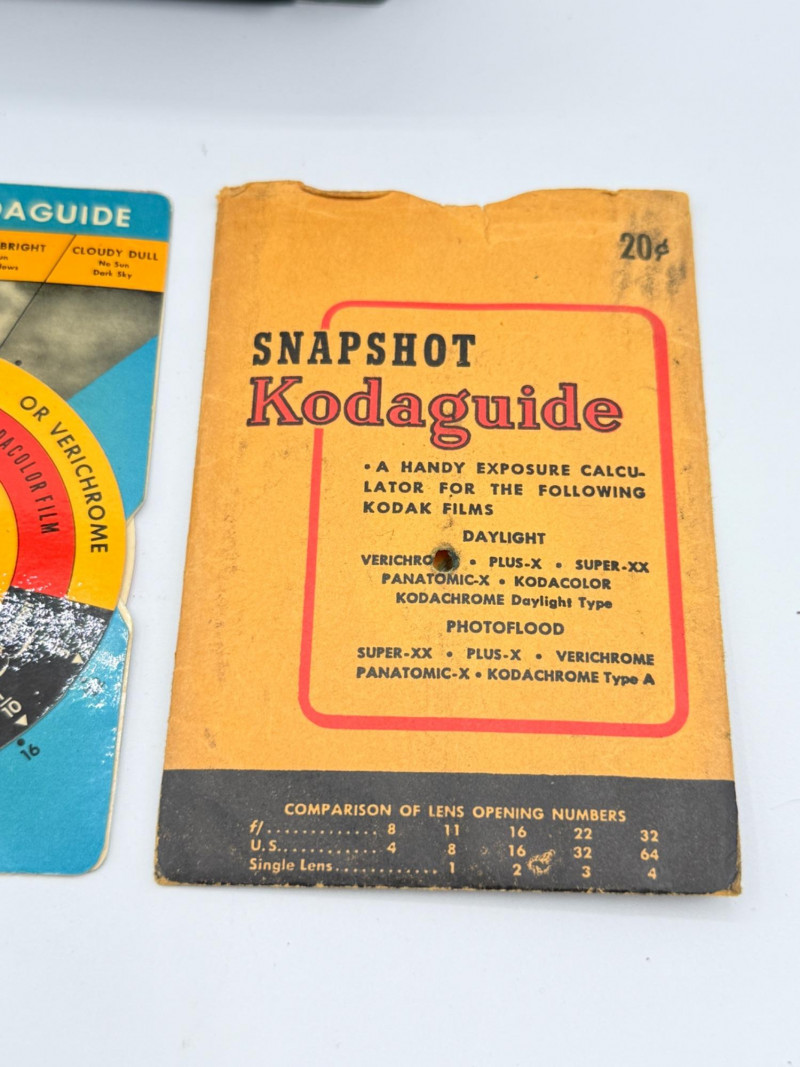 DAGUIDE
BRIGHT
CLOUDY DULL
No Sun
Dark Sky
OR VERICHROME
DACOLOR FILM
10
16
20¢
SNAPSHOT
Kodaguide
• A HANDY EXPOSURE CALCU-
LATOR FOR THE FOLLOWING
KODAK FILMS
DAYLIGHT
VERICHRO • PLUS-X • SUPER-XX
PANATOMIC-X • KODACOLOR
KODACHROME Daylight Type
PHOTOFLOOD
SUPER-XX • PLUS-X • VERICHROME
PANATOMIC-X • KODACHROME Type A
COMPARISON OF LENS OPENING NUMBERS
f/............. 8 11 16 22 32
U.S............ 4 8 16 32 64
Single Lens............ 1 2 3 4